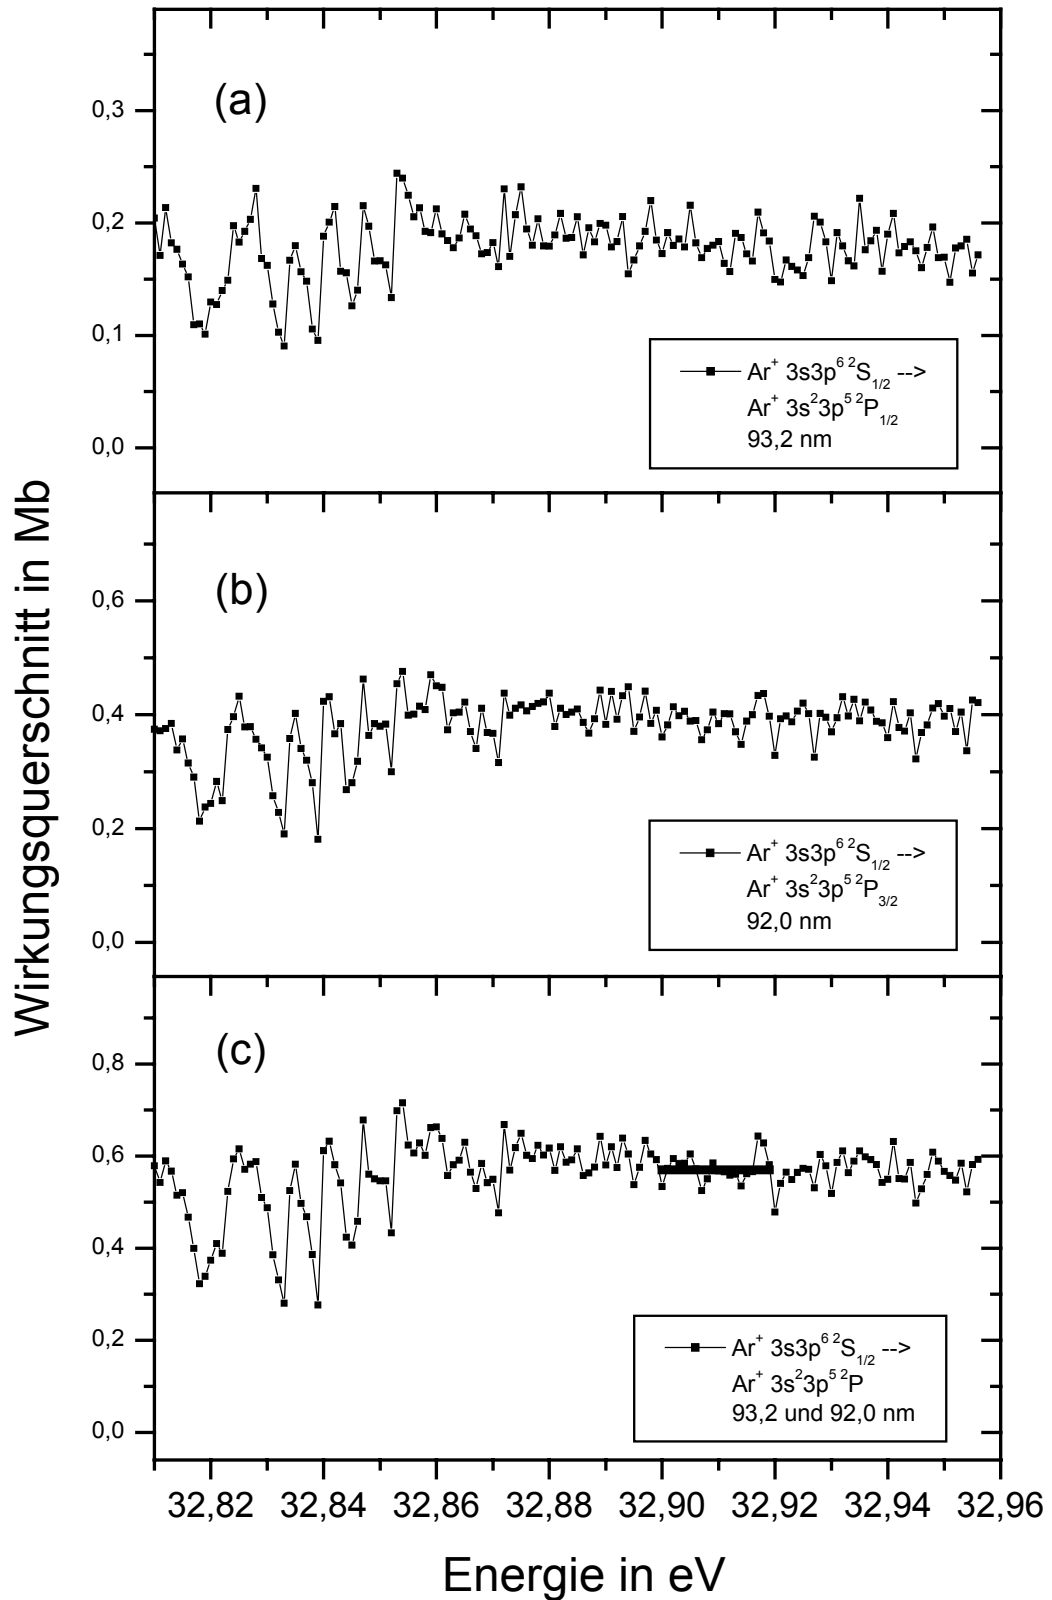 Wirkungsquerschnitt in Mb
(a)
0,3
0,2
0,1
0,0
Ar⁺ 3s3p⁶ ²S₁/₂ -->
Ar⁺ 3s²3p⁵ ²P₁/₂
93,2 nm
(b)
0,6
0,4
0,2
0,0
Ar⁺ 3s3p⁶ ²S₁/₂ -->
Ar⁺ 3s²3p⁵ ²P₃/₂
92,0 nm
(c)
0,8
0,6
0,4
0,2
0,0
Ar⁺ 3s3p⁶ ²S₁/₂ -->
Ar⁺ 3s²3p⁵ ²P
93,2 und 92,0 nm
32,82 32,84 32,86 32,88 32,90 32,92 32,94 32,96
Energie in eV